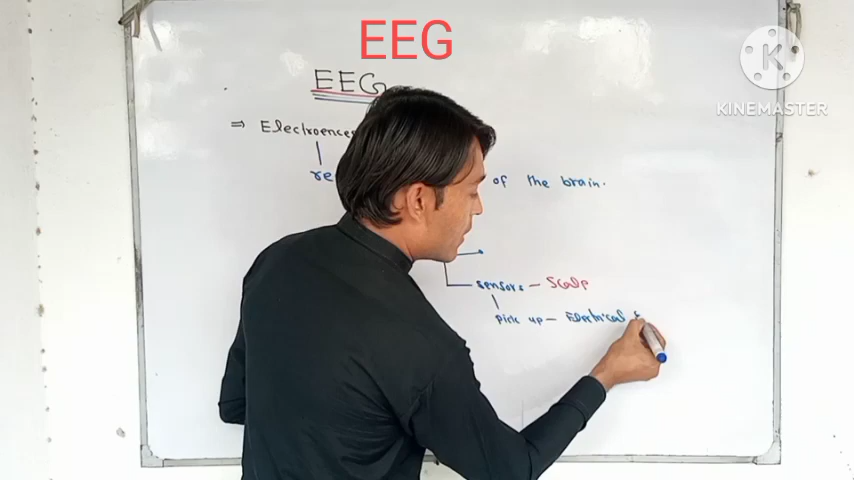 EEG
KINEMASTER
EEG
⇒ Electroence
re of the brain.
sensors — Scalp
Pick up — Electrical